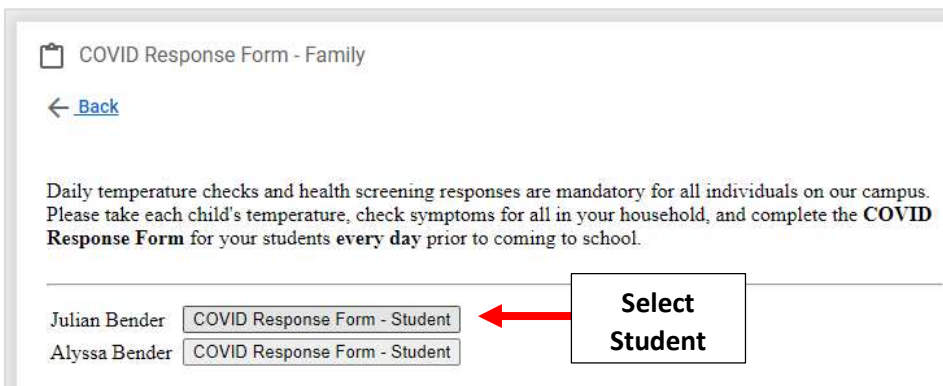 COVID Response Form - Family
Back
Daily temperature checks and health screening responses are mandatory for all individuals on our campus.
Please take each child's temperature, check symptoms for all in your household, and complete the COVID
Response Form for your students every day prior to coming to school.
Julian Bender COVID Response Form - Student
Alyssa Bender COVID Response Form - Student
Select
Student